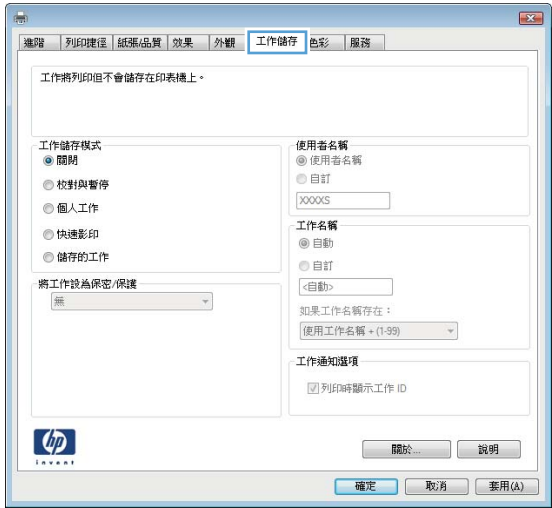 進階 列印捷徑 紙張/品質 效果 外觀 工作儲存 色彩 服務
工作將列印但不會儲存在印表機上。
工作儲存模式
關閉
校對與暫停
個人工作
快速影印
儲存的工作
將工作設為保密/保護
無
使用者名稱
使用者名稱
自訂
XXXXS
工作名稱
自動
自訂
<自動>
如果工作名稱存在：
使用工作名稱 + (1-99)
工作通知選項
列印時顯示工作 ID
hp
invent
關於... 說明
確定 取消 套用(A)